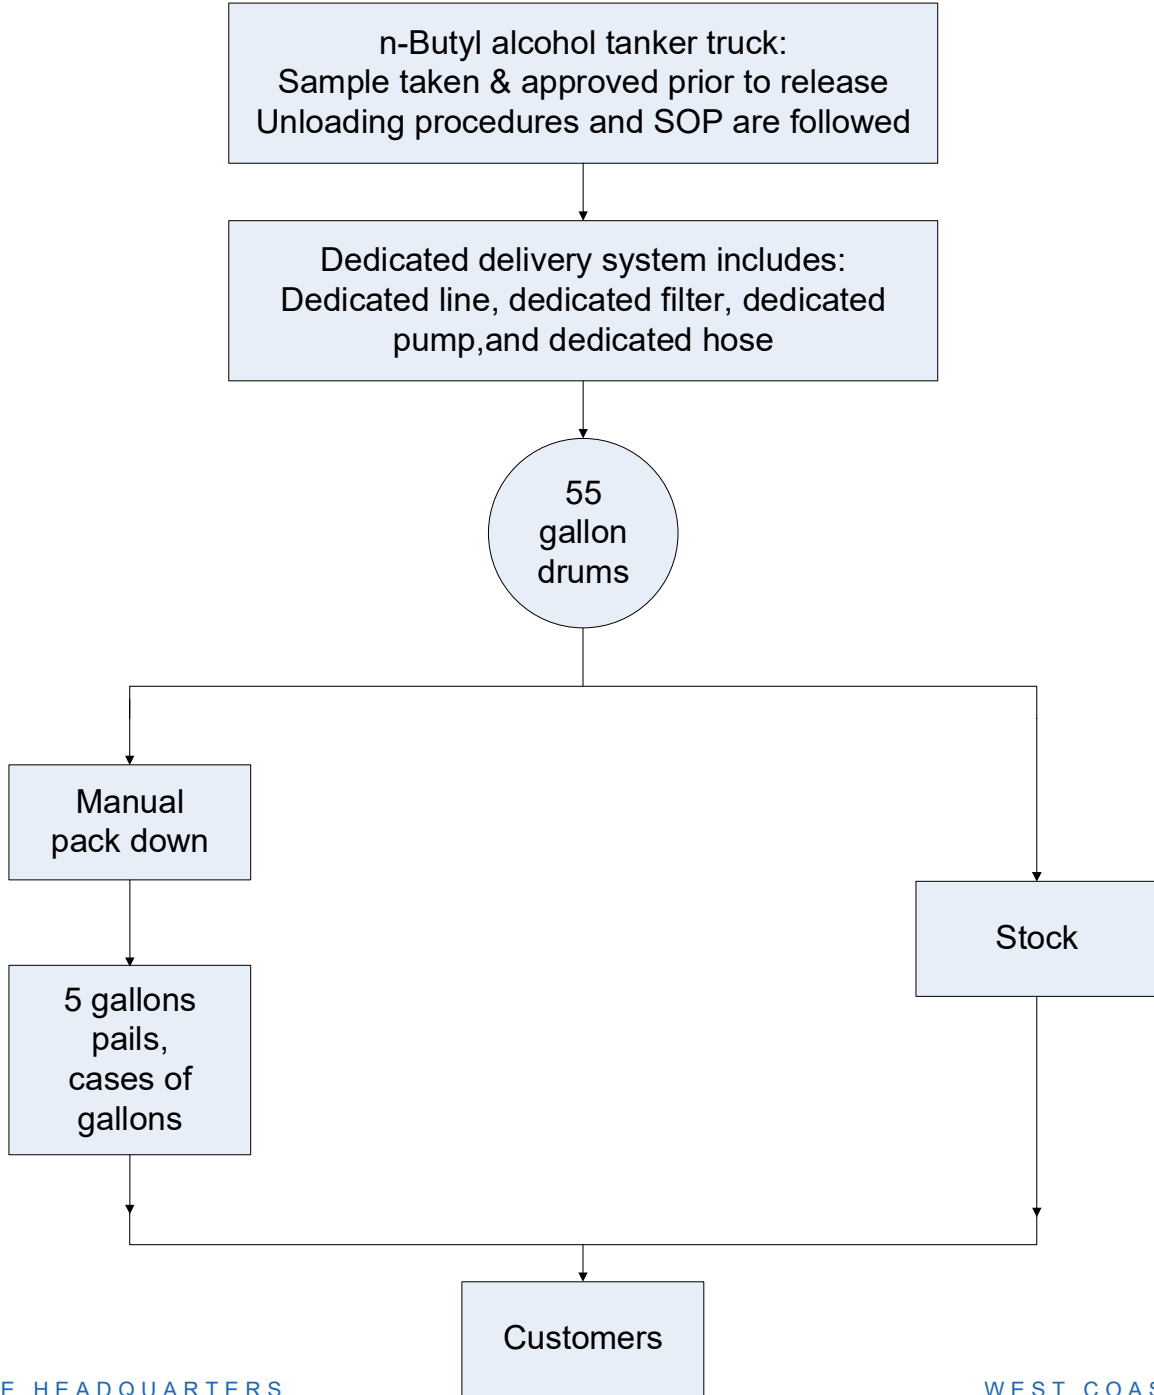 n-Butyl alcohol tanker truck:
Sample taken & approved prior to release
Unloading procedures and SOP are followed
Dedicated delivery system includes:
Dedicated line, dedicated filter, dedicated
pump,and dedicated hose
55
gallon
drums
Manual
pack down
Stock
5 gallons
pails,
cases of
gallons
Customers
HEADQUARTERS
WEST